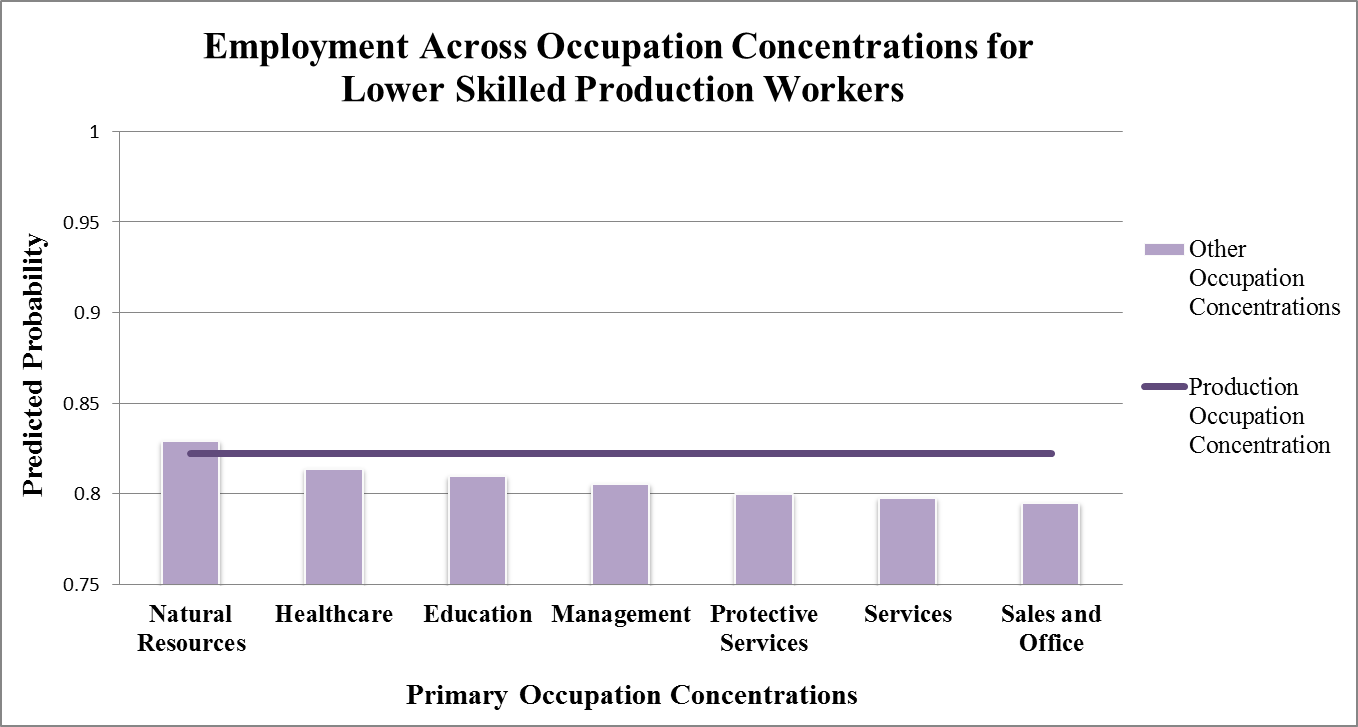 Employment Across Occupation Concentrations for
Lower Skilled Production Workers
1
0.95
0.9
0.85
0.8
0.75
Predicted Probability
Natural
Resources
Healthcare
Education
Management
Protective
Services
Services
Sales and
Office
Primary Occupation Concentrations
Other
Occupation
Concentrations
Production
Occupation
Concentration